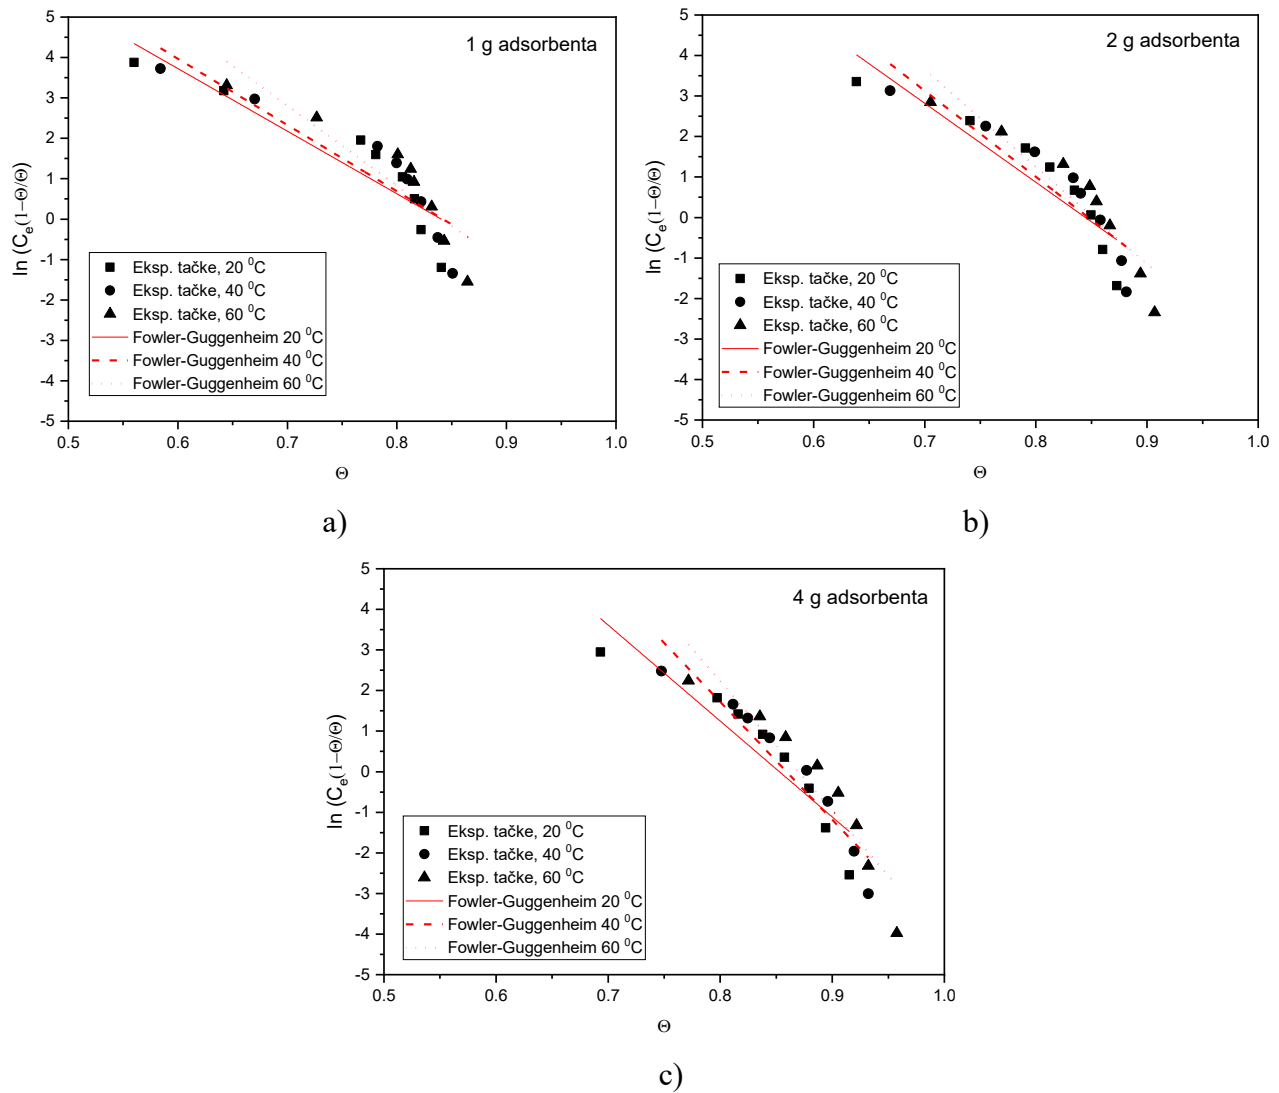 5
4
3
2
1
0
-1
-2
-3
-4
-5
ln (Ce(1−Θ/Θ)
1 g adsorbenta
Eksp. tačke, 20 ⁰C
Eksp. tačke, 40 ⁰C
Eksp. tačke, 60 ⁰C
Fowler-Guggenheim 20 ⁰C
Fowler-Guggenheim 40 ⁰C
Fowler-Guggenheim 60 ⁰C
0.5 0.6 0.7 0.8 0.9 1.0
Θ
a)
5
4
3
2
1
0
-1
-2
-3
-4
-5
ln (Ce(1−Θ/Θ)
2 g adsorbenta
Eksp. tačke, 20 ⁰C
Eksp. tačke, 40 ⁰C
Eksp. tačke, 60 ⁰C
Fowler-Guggenheim 20 ⁰C
Fowler-Guggenheim 40 ⁰C
Fowler-Guggenheim 60 ⁰C
0.5 0.6 0.7 0.8 0.9 1.0
Θ
b)
5
4
3
2
1
0
-1
-2
-3
-4
-5
ln (Ce(1−Θ/Θ)
4 g adsorbenta
Eksp. tačke, 20 ⁰C
Eksp. tačke, 40 ⁰C
Eksp. tačke, 60 ⁰C
Fowler-Guggenheim 20 ⁰C
Fowler-Guggenheim 40 ⁰C
Fowler-Guggenheim 60 ⁰C
0.5 0.6 0.7 0.8 0.9 1.0
Θ
c)